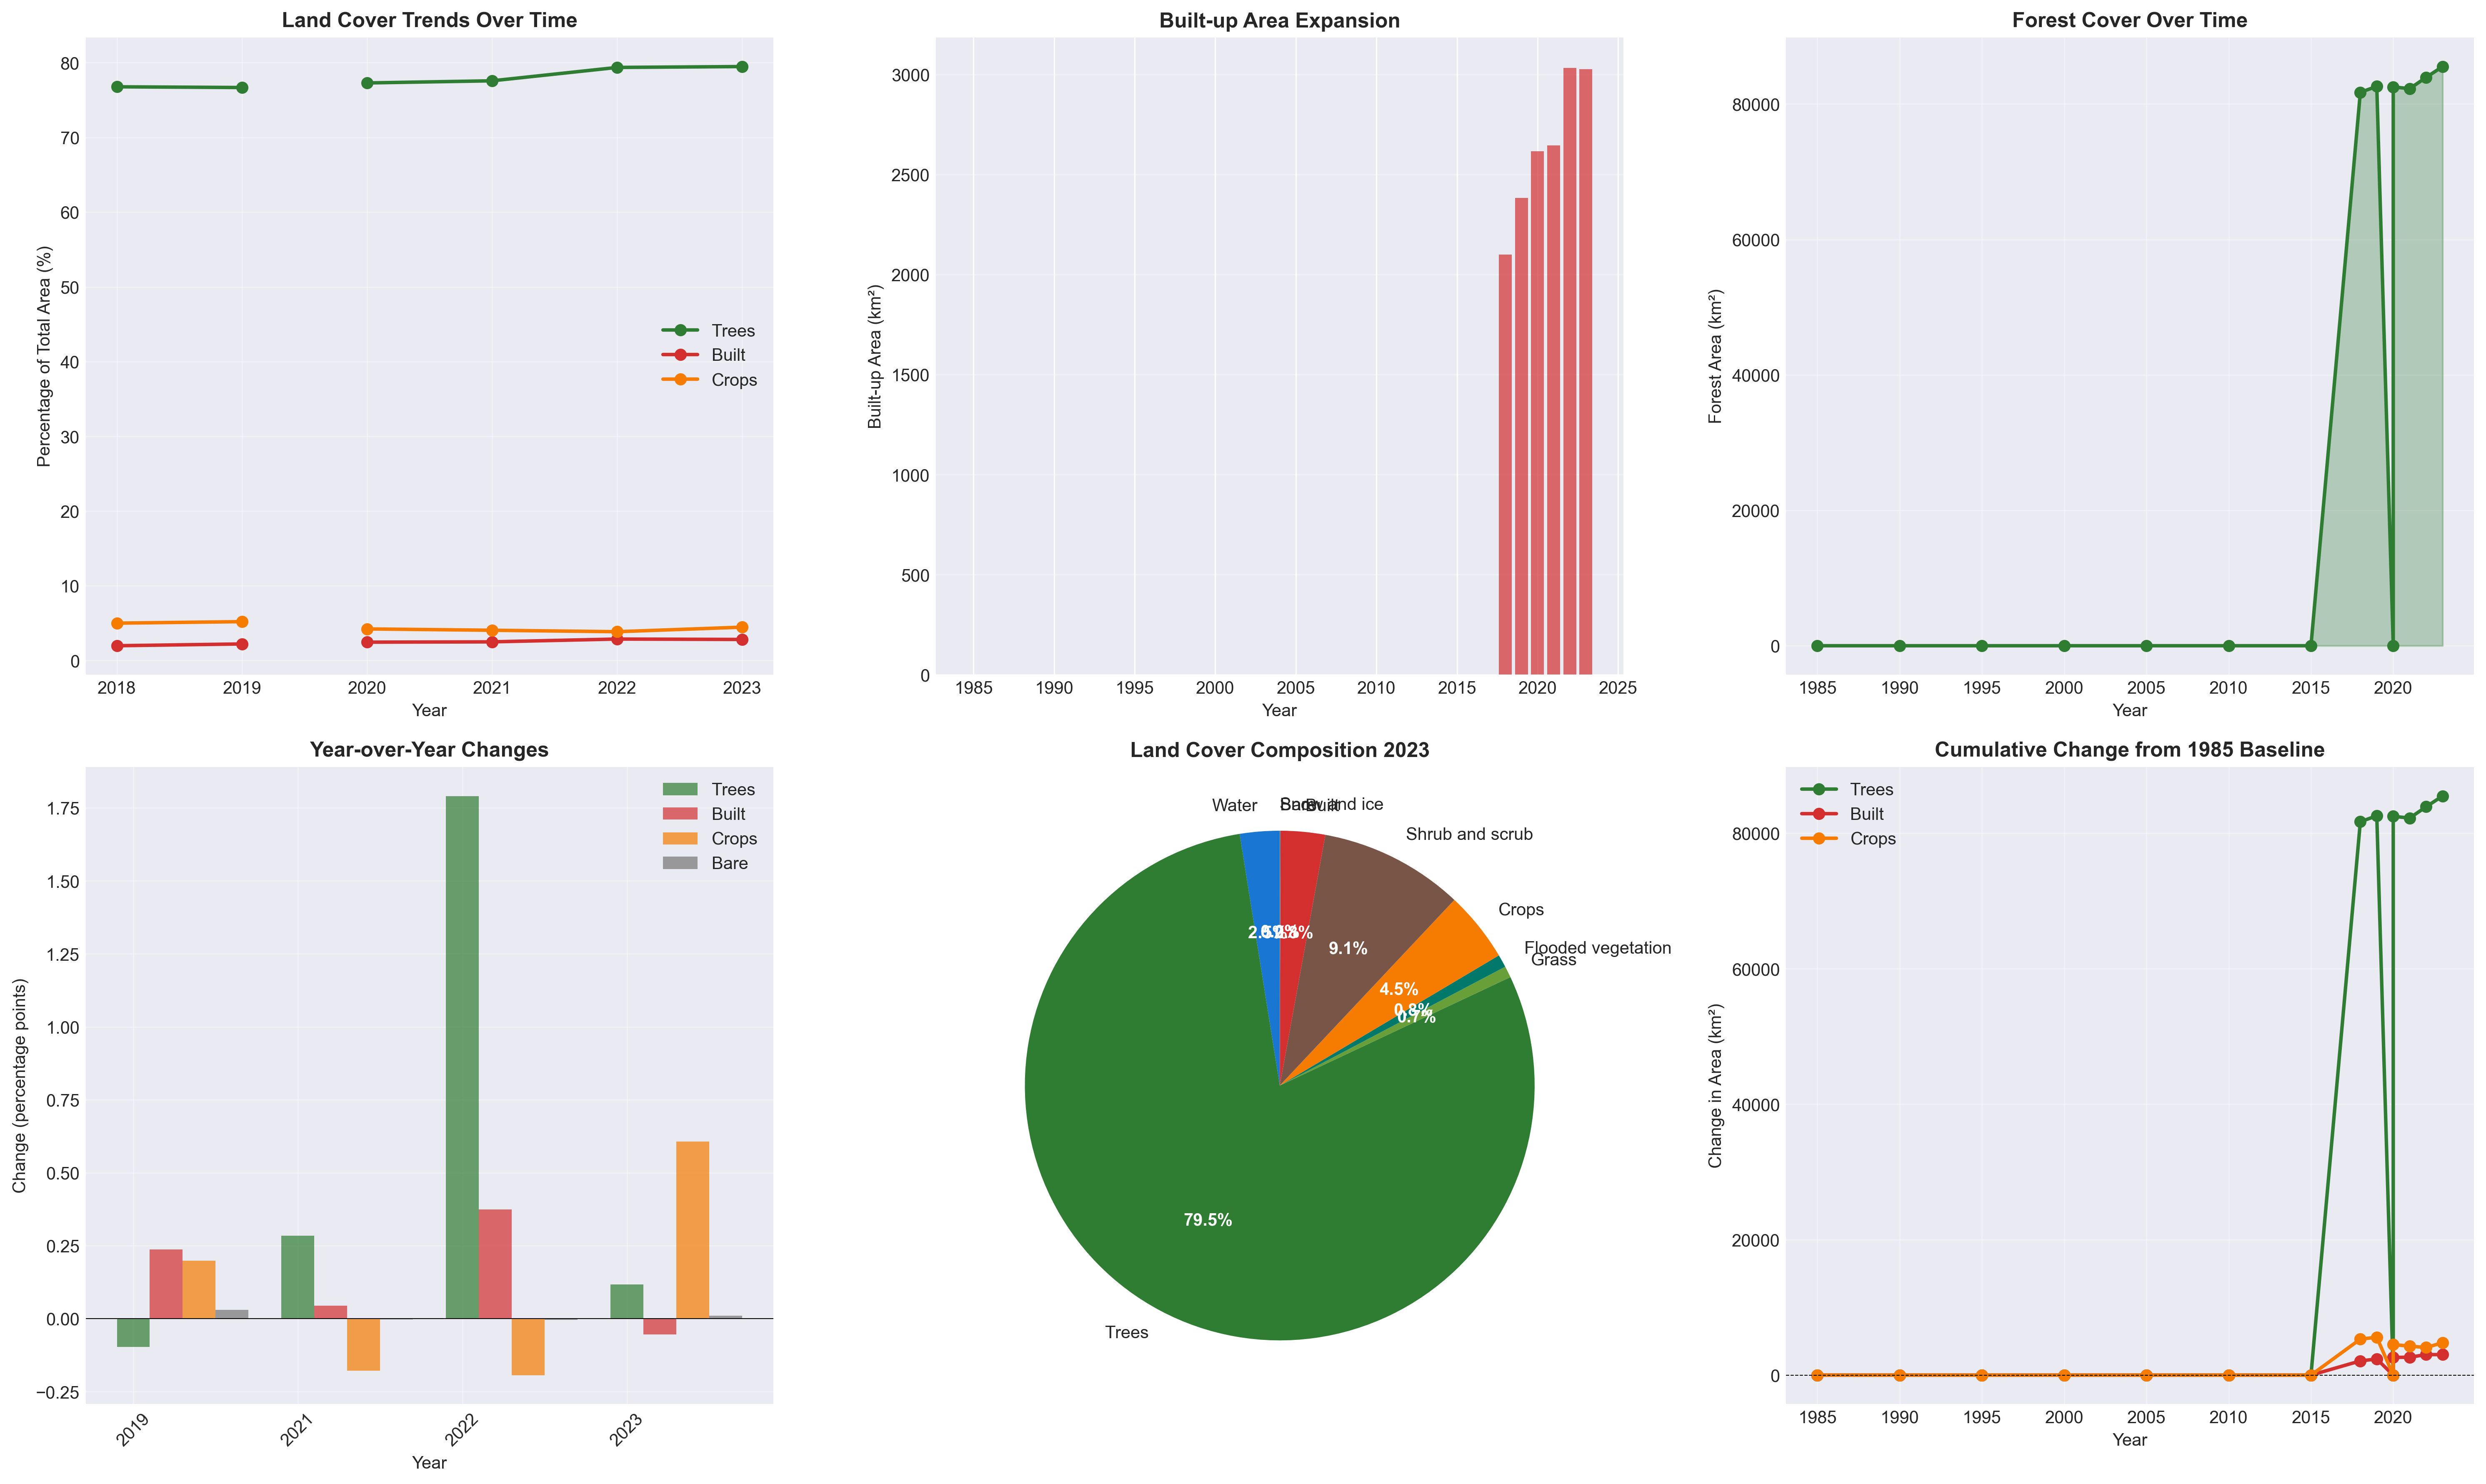 Land Cover Trends Over Time
80
70
60
50
40
30
20
10
0
Percentage of Total Area (%)
Trees
Built
Crops
2018 2019 2020 2021 2022 2023
Year
Built-up Area Expansion
3000
2500
2000
1500
1000
500
0
Built-up Area (km²)
1985 1990 1995 2000 2005 2010 2015 2020 2025
Year
Forest Cover Over Time
80000
60000
40000
20000
0
Forest Area (km²)
1985 1990 1995 2000 2005 2010 2015 2020
Year
Year-over-Year Changes
1.75
1.50
1.25
1.00
0.75
0.50
0.25
0.00
−0.25
Change (percentage points)
Trees
Built
Crops
Bare
2019 2021 2022 2023
Year
Land Cover Composition 2023
Water
Snow and ice
Built
Shrub and scrub
Crops
Flooded vegetation
Grass
9.1%
4.5%
0.8%
0.7%
79.5%
Trees
Cumulative Change from 1985 Baseline
Trees
Built
Crops
80000
60000
40000
20000
0
Change in Area (km²)
1985 1990 1995 2000 2005 2010 2015 2020
Year